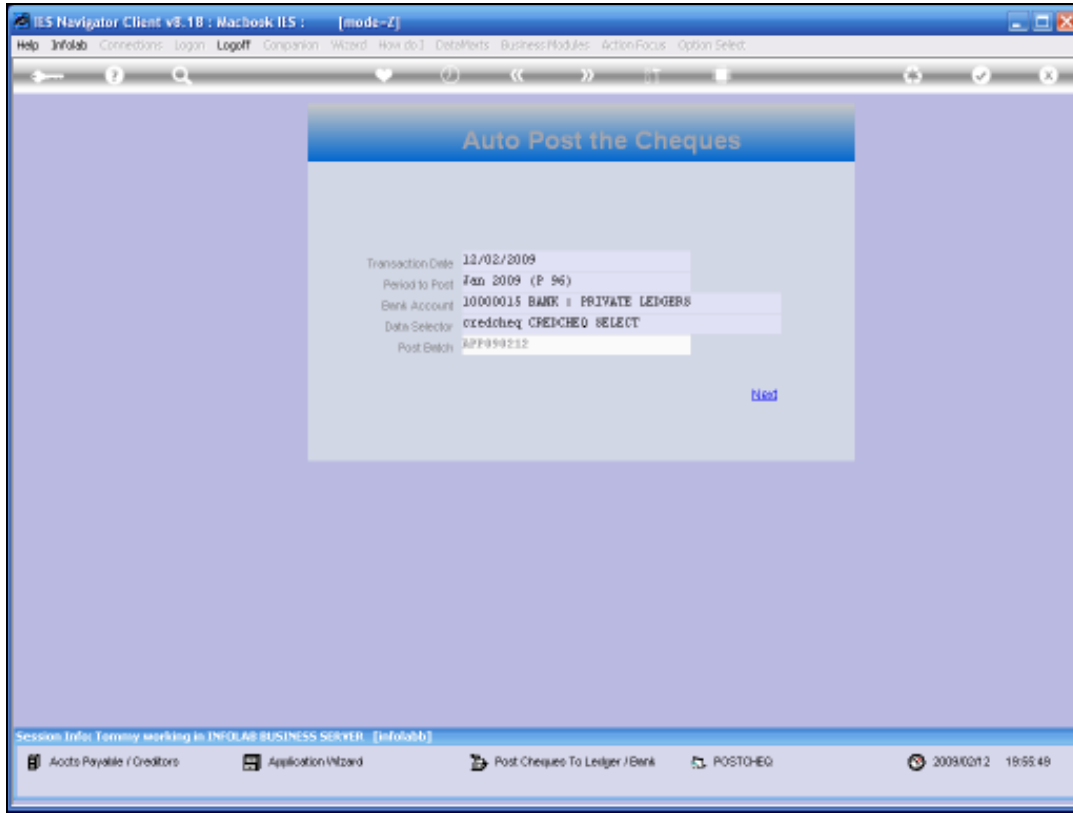 IES Navigator Client v8.18 : Macbook IES : [mode-Z]
Help Infolab Connections Logon Logoff Companion Wizard How do I DataAlerts Business Modules Action Focus Option Select
Auto Post the Cheques
Transaction Date 12/02/2009
Period to Post Jan 2009 (P 96)
Bank Account 10000015 BANK : PRIVATE LEDGERS
Data Selector credcheq CREDCHEQ SELECT
Post Batch APP090212
Next
Session Info: Tommy working in INFOLAB BUSINESS SERVER [infolabb]
Accts Payable / Creditors Application Wizard Post Cheques To Ledger / Bank POSTCHEQ 2009/02/12 19:55:49